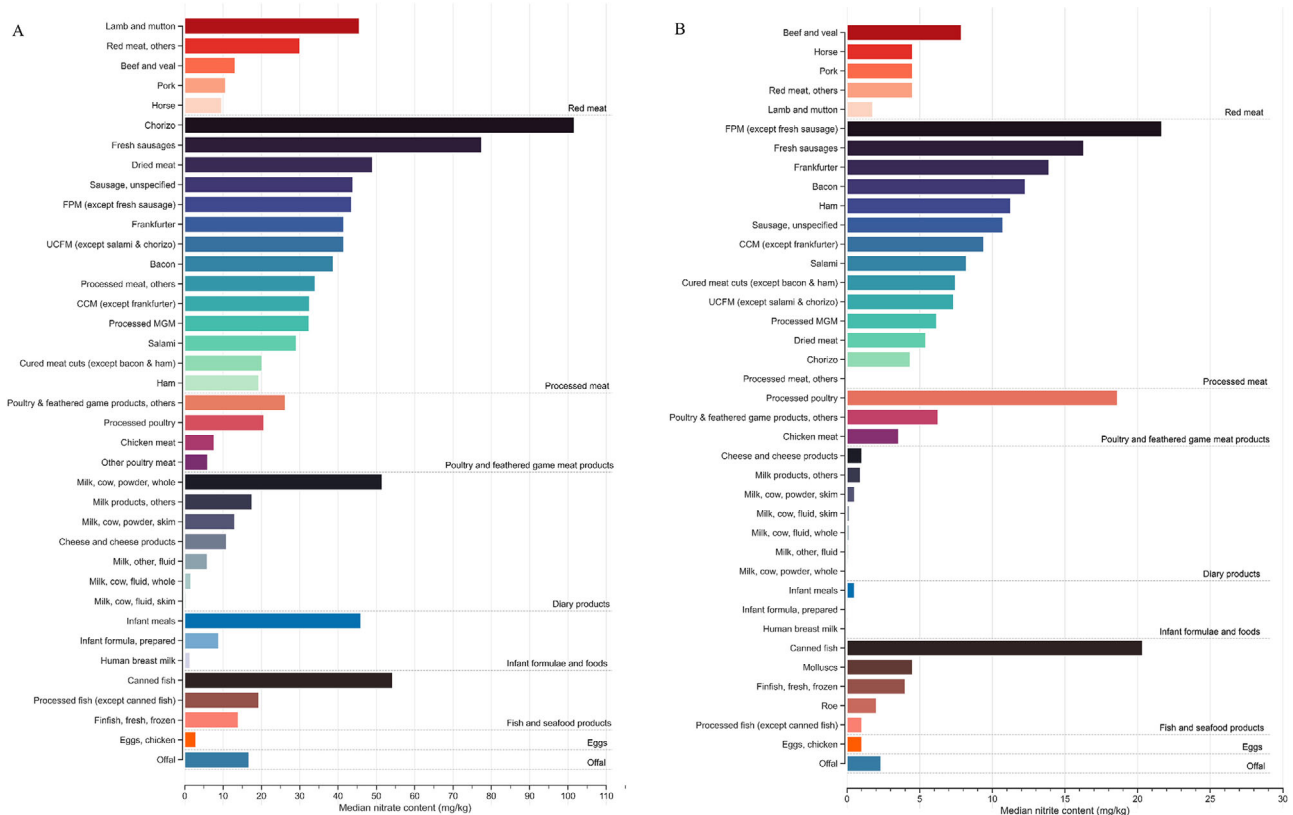 A
Lamb and mutton
Red meat, others
Beef and veal
Pork
Horse
Red meat
Chorizo
Fresh sausages
Dried meat
Sausage, unspecified
FPM (except fresh sausage)
Frankfurter
UCFM (except salami & chorizo)
Bacon
Processed meat, others
CCM (except frankfurter)
Processed MGM
Salami
Cured meat cuts (except bacon & ham)
Ham
Processed meat
Poultry & feathered game products, others
Processed poultry
Chicken meat
Other poultry meat
Poultry and feathered game meat products
Milk, cow, powder, whole
Milk products, others
Milk, cow, powder, skim
Cheese and cheese products
Milk, other, fluid
Milk, cow, fluid, whole
Milk, cow, fluid, skim
Diary products
Infant meals
Infant formula, prepared
Human breast milk
Infant formulae and foods
Canned fish
Processed fish (except canned fish)
Finfish, fresh, frozen
Fish and seafood products
Eggs, chicken
Eggs
Offal
Offal
0 10 20 30 40 50 60 70 80 90 100 110
Median nitrate content (mg/kg)
B
Beef and veal
Horse
Pork
Red meat, others
Lamb and mutton
Red meat
FPM (except fresh sausage)
Fresh sausages
Frankfurter
Bacon
Ham
Sausage, unspecified
CCM (except frankfurter)
Salami
Cured meat cuts (except bacon & ham)
UCFM (except salami & chorizo)
Processed MGM
Dried meat
Chorizo
Processed meat, others
Processed meat
Processed poultry
Poultry & feathered game products, others
Chicken meat
Poultry and feathered game meat products
Cheese and cheese products
Milk products, others
Milk, cow, powder, skim
Milk, cow, fluid, skim
Milk, cow, fluid, whole
Milk, other, fluid
Milk, cow, powder, whole
Diary products
Infant meals
Infant formula, prepared
Human breast milk
Infant formulae and foods
Canned fish
Molluscs
Finfish, fresh, frozen
Roe
Processed fish (except canned fish)
Fish and seafood products
Eggs, chicken
Eggs
Offal
Offal
0 5 10 15 20 25 30
Median nitrite content (mg/kg)